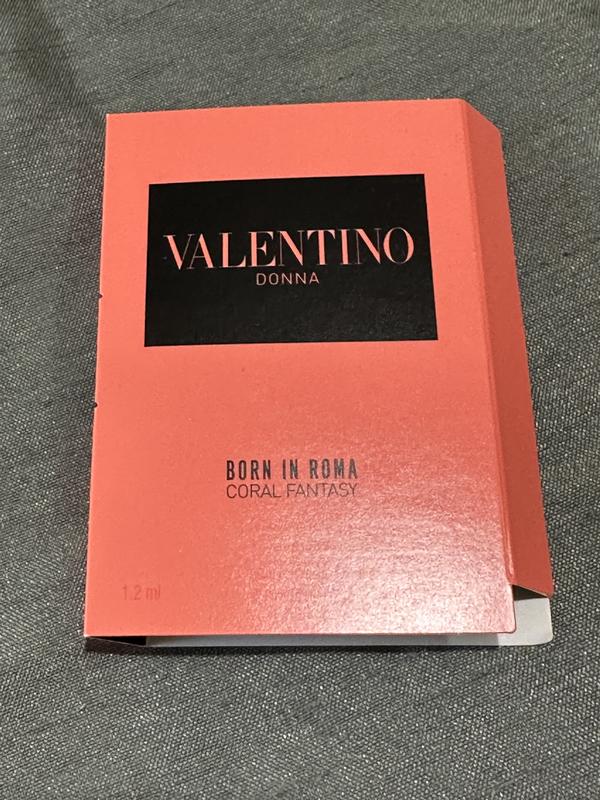 VALENTINO
DONNA
BORN IN ROMA
CORAL FANTASY
1.2 ml